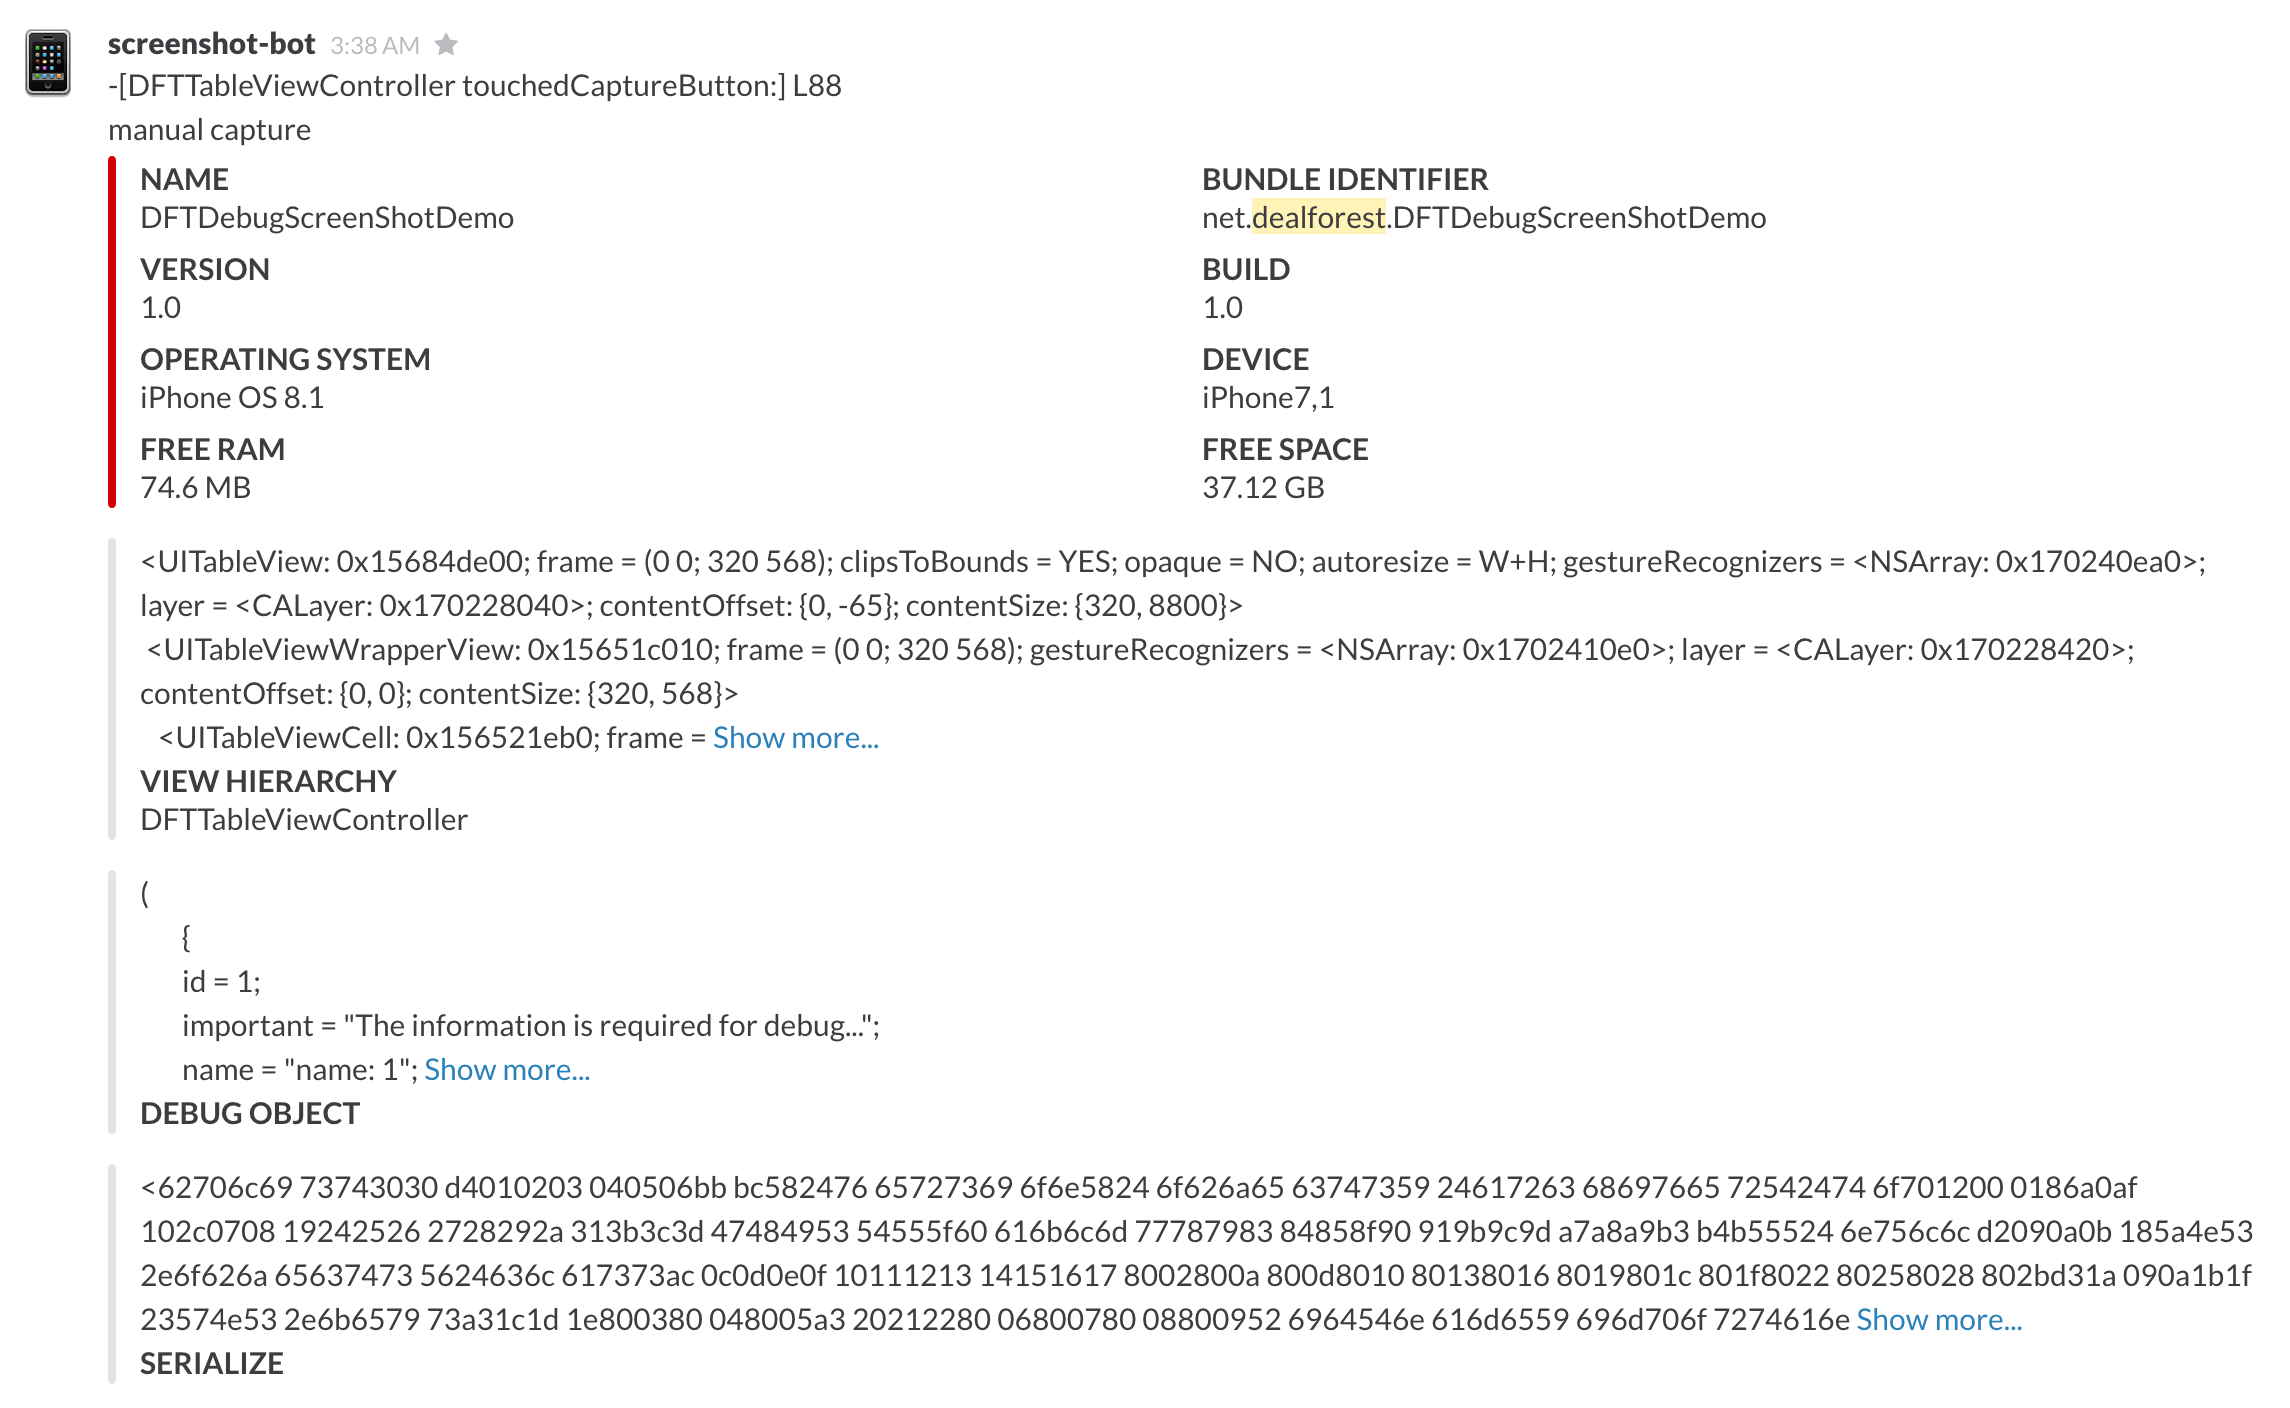 screenshot-bot 3:38 AM
-[DFTTableViewController touchedCaptureButton:] L88
manual capture
NAME
DFTDebugScreenShotDemo
BUNDLE IDENTIFIER
net.dealforest.DFTDebugScreenShotDemo
VERSION
1.0
BUILD
1.0
OPERATING SYSTEM
iPhone OS 8.1
DEVICE
iPhone7,1
FREE RAM
74.6 MB
FREE SPACE
37.12 GB
<UITableView: 0x15684de00; frame = (0 0; 320 568); clipsToBounds = YES; opaque = NO; autoresize = W+H; gestureRecognizers = <NSArray: 0x170240ea0>;
layer = <CALayer: 0x170228040>; contentOffset: {0, -65}; contentSize: {320, 8800}>
<UITableViewWrapperView: 0x15651c010; frame = (0 0; 320 568); gestureRecognizers = <NSArray: 0x1702410e0>; layer = <CALayer: 0x170228420>;
contentOffset: {0, 0}; contentSize: {320, 568}>
<UITableViewCell: 0x156521eb0; frame = Show more...
VIEW HIERARCHY
DFTTableViewController
(
{
id = 1;
important = "The information is required for debug...";
name = "name: 1"; Show more...
DEBUG OBJECT
<62706c69 73743030 d4010203 040506bb bc582476 65727369 6f6e5824 6f626a65 63747359 24617263 68697665 72542474 6f701200 0186a0af
102c0708 19242526 2728292a 313b3c3d 47484953 54555f60 616b6c6d 77787983 84858f90 919b9c9d a7a8a9b3 b4b55524 6e756c6c d2090a0b 185a4e53
2e6f626a 65637473 5624636c 617373ac 0c0d0e0f 10111213 14151617 8002800a 800d8010 80138016 8019801c 801f8022 80258028 802bd31a 090a1b1f
23574e53 2e6b6579 73a31c1d 1e800380 048005a3 20212280 06800780 08800952 6964546e 616d6559 696d706f 7274616e Show more...
SERIALIZE